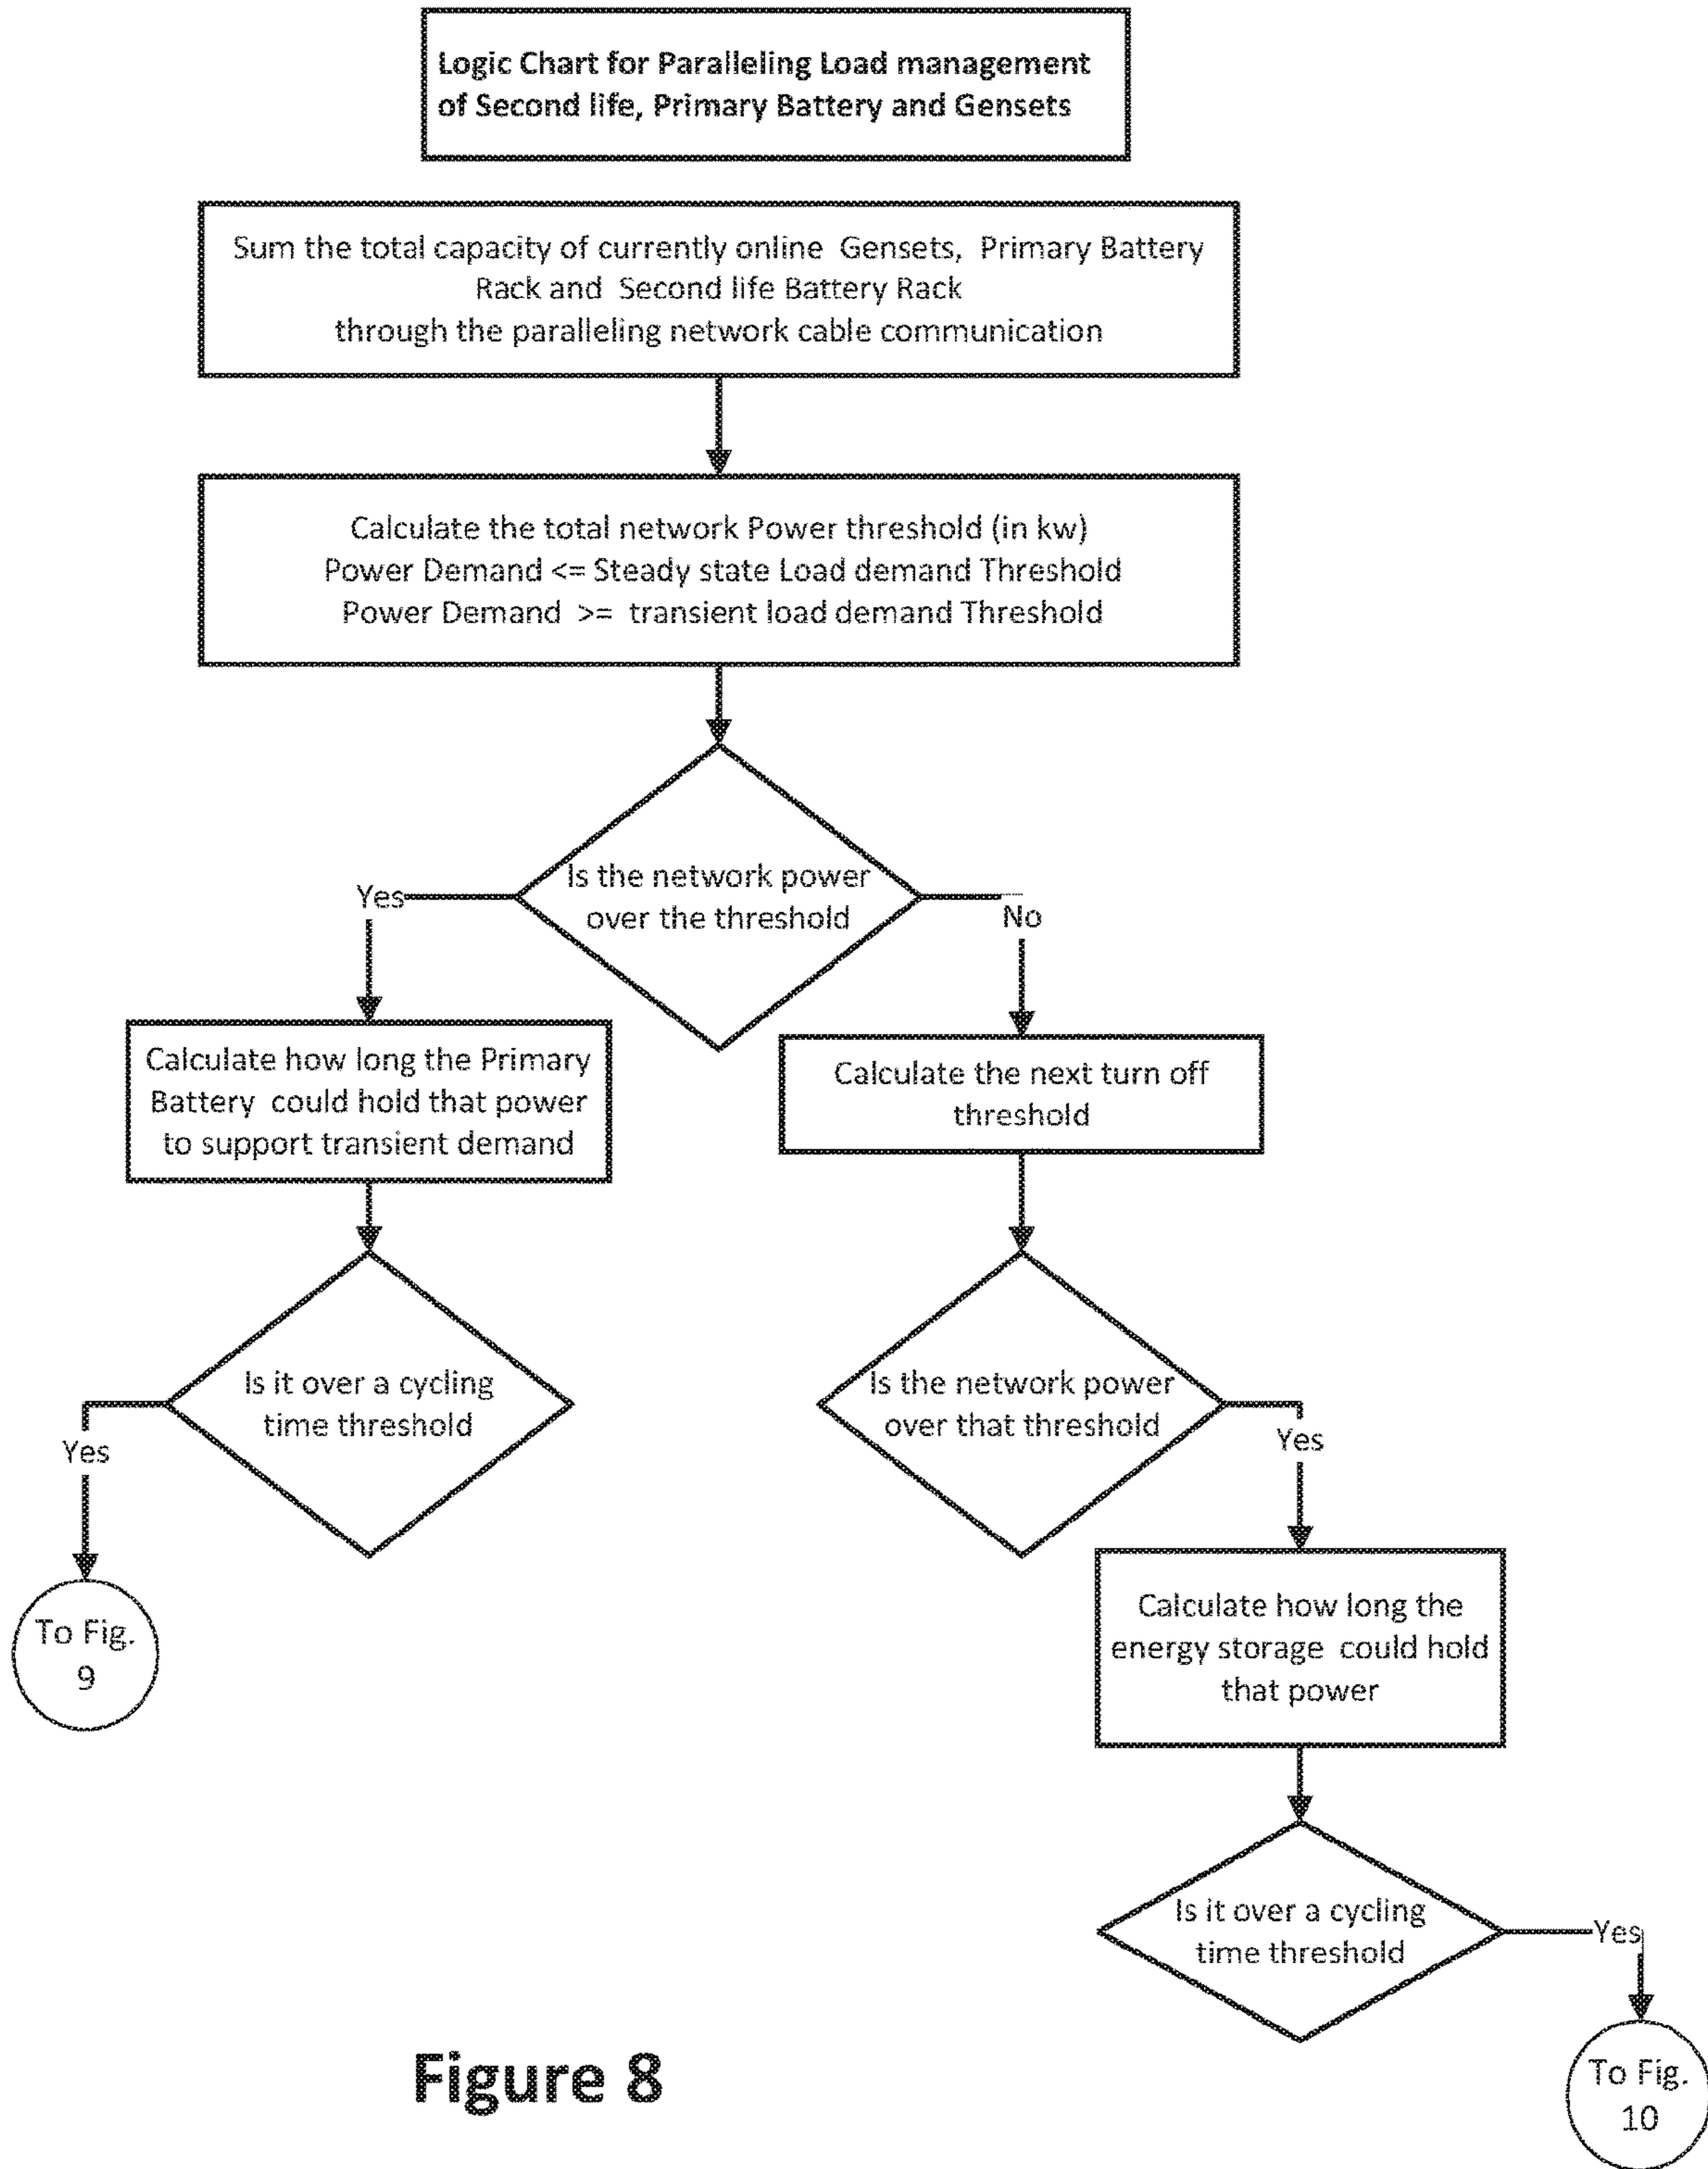 Logic Chart for Paralleling Load management
of Second life, Primary Battery and Gensets
Sum the total capacity of currently online Gensets, Primary Battery
Rack and Second life Battery Rack
through the paralleling network cable communication
Calculate the total network Power threshold (in kw)
Power Demand <= Steady state Load demand Threshold
Power Demand >= transient load demand Threshold
Is the network power
over the threshold
Yes
No
Calculate how long the Primary
Battery could hold that power
to support transient demand
Calculate the next turn off
threshold
Is it over a cycling
time threshold
Yes
Is the network power
over that threshold
Yes
To Fig.
9
Calculate how long the
energy storage could hold
that power
Is it over a cycling
time threshold
Yes
To Fig.
10
Figure 8